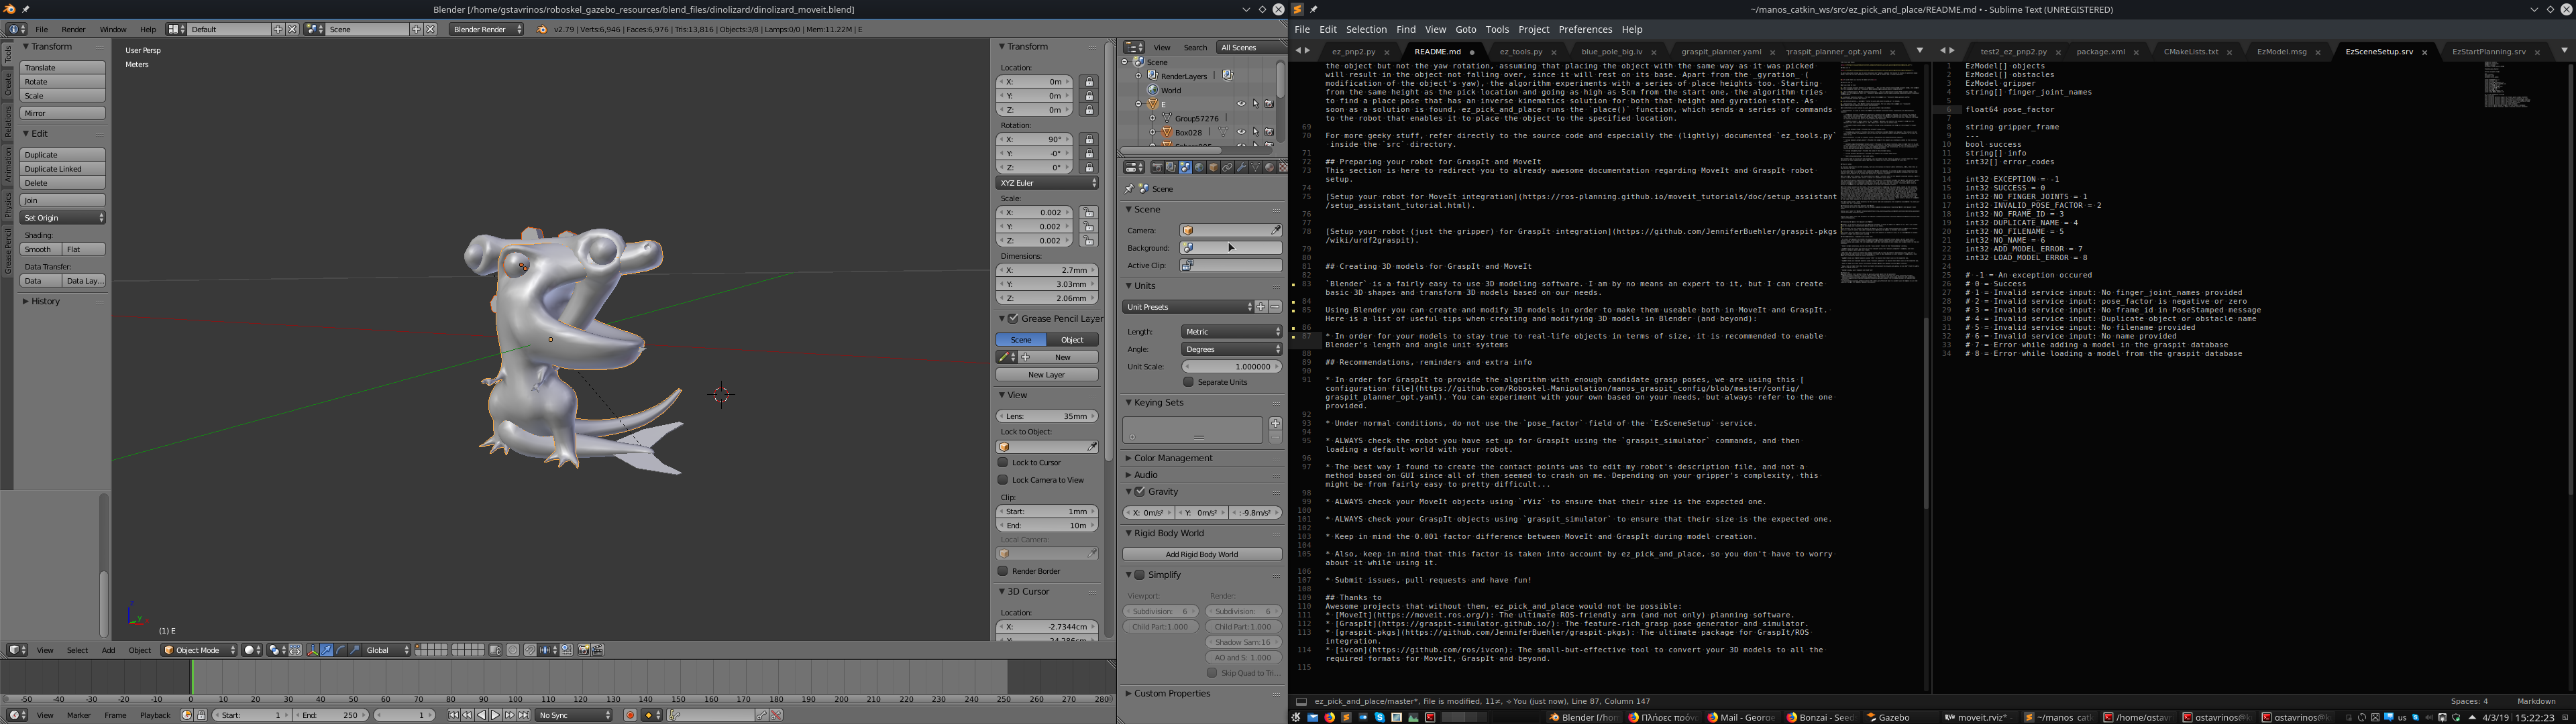 Blender [/home/gstavrinos/roboskel_gazebo_resources/blend_files/dinolizard/dinolizard_moveit.blend]
File Render Window Help Default Scene Blender Render v2.79 | Verts:6,946 | Faces:6,976 | Tris:13,816 | Objects:3/8 | Lamps:0/0 | Mem:11.22M | E
Tools
Create
Relations
Animation
Physics
Grease Pencil
Transform
Translate
Rotate
Scale
Mirror
Edit
Duplicate
Duplicate Linked
Delete
Join
Set Origin
Shading:
Smooth Flat
Data Transfer:
Data Data Lay...
History
User Persp
Meters
(1) E
Transform
Location:
X: 0m
Y: 0m
Z: 0m
Rotation:
X: 90°
Y: -0°
Z: 0°
XYZ Euler
Scale:
X: 0.002
Y: 0.002
Z: 0.002
Dimensions:
X: 2.7mm
Y: 3.03mm
Z: 2.06mm
Grease Pencil Layer
Scene Object
New
New Layer
View
Lens: 35mm
Lock to Object:
Lock to Cursor
Lock Camera to View
Clip:
Start: 1mm
End: 10m
Local Camera:
Render Border
3D Cursor
Location:
X: -2.7344cm
View Search All Scenes
Scene
RenderLayers
World
E
Group57276
Box028
Scene
Scene
Camera:
Background:
Active Clip:
Units
Unit Presets
Length: Metric
Angle: Degrees
Unit Scale: 1.000000
Separate Units
Keying Sets
Color Management
Audio
Gravity
X: 0m/s² Y: 0m/s² :-9.8m/s²
Rigid Body World
Add Rigid Body World
Simplify
Viewport: Render:
Subdivision: 6 Subdivision: 6
Child Part:1.000 Child Part:1.000
Shadow Sam:16
AO and S: 1.000
Skip Quad to Tri...
Custom Properties
View Select Add Object Object Mode Global
-50 -40 -30 -20 -10 0 10 20 30 40 50 60 70 80 90 100 110 120 130 140 150 160 170 180 190 200 210 220 230 240 250 260 270 280
View Marker Frame Playback Start: 1 End: 250 1 No Sync
~/manos_catkin_ws/src/ez_pick_and_place/README.md • - Sublime Text (UNREGISTERED)
File Edit Selection Find View Goto Tools Project Preferences Help
ez_pnp2.py README.md ez_tools.py blue_pole_big.iv graspit_planner.yaml graspit_planner_opt.yaml
the object but not the yaw rotation, assuming that placing the object with the same way as it was picked
will result in the object not falling over, since it will rest on its base. Apart from the _gyration_ (
modification of the object's yaw), the algorithm experiments with a series of place heights too. Starting
from the same height as the pick location and going as high as 5cm from the start one, the algorithm tries
to find a place pose that has an inverse kinematics solution for both that height and gyration state. As
soon as a solution is found, ez_pick_and_place runs the `place()` function, which sends a series of commands
to the robot that enables it to place the object to the specified location.
69
70 For more geeky stuff, refer directly to the source code and especially the (lightly) documented `ez_tools.py`
inside the `src` directory.
71
72 ## Preparing your robot for GraspIt and MoveIt
73 This section is here to redirect you to already awesome documentation regarding MoveIt and GraspIt robot
setup.
74
75 [Setup your robot for MoveIt integration](https://ros-planning.github.io/moveit_tutorials/doc/setup_assistant
/setup_assistant_tutorial.html).
76
77
78 [Setup your robot (just the gripper) for GraspIt integration](https://github.com/JenniferBuehler/graspit-pkgs
/wiki/urdf2graspit).
79
80
81 ## Creating 3D models for GraspIt and MoveIt
82
83 `Blender` is a fairly easy to use 3D modeling software. I am by no means an expert to it, but I can create
basic 3D shapes and transform 3D models based on our needs.
84
85 Using Blender you can create and modify 3D models in order to make them useable both in MoveIt and GraspIt.
Here is a list of useful tips when creating and modifying 3D models in Blender (and beyond):
86
87 * In order for your models to stay true to real-life objects in terms of size, it is recommended to enable
Blender's length and angle unit systems
88
89 ## Recommendations, reminders and extra info
90
91 * In order for GraspIt to provide the algorithm with enough candidate grasp poses, we are using this [
configuration file](https://github.com/Roboskel-Manipulation/manos_graspit_config/blob/master/config/
graspit_planner_opt.yaml). You can experiment with your own based on your needs, but always refer to the one
provided.
92
93 * Under normal conditions, do not use the `pose_factor` field of the `EzSceneSetup` service.
94
95 * ALWAYS check the robot you have set up for GraspIt using the `graspit_simulator` commands, and then
loading a default world with your robot.
96
97 * The best way I found to create the contact points was to edit my robot's description file, and not a
method based on GUI since all of them seemed to crash on me. Depending on your gripper's complexity, this
might be from fairly easy to pretty difficult...
98
99 * ALWAYS check your MoveIt objects using `rViz` to ensure that their size is the expected one.
100
101 * ALWAYS check your GraspIt objects using `graspit_simulator` to ensure that their size is the expected one.
102
103 * Keep in mind the 0.001 factor difference between MoveIt and GraspIt during model creation.
104
105 * Also, keep in mind that this factor is taken into account by ez_pick_and_place, so you don't have to worry
about it while using it.
106
107 * Submit issues, pull requests and have fun!
108
109 ## Thanks to
110 Awesome projects that without them, ez_pick_and_place would not be possible:
111 * [MoveIt](https://moveit.ros.org/): The ultimate ROS-friendly arm (and not only) planning software.
112 * [GraspIt](https://graspit-simulator.github.io/): The feature-rich grasp pose generator and simulator.
113 * [graspit-pkgs](https://github.com/JenniferBuehler/graspit-pkgs): The ultimate package for GraspIt/ROS
integration.
114 * [ivcon](https://github.com/ros/ivcon): The small-but-effective tool to convert your 3D models to all the
required formats for MoveIt, GraspIt and beyond.
115
test2_ez_pnp2.py package.xml CMakeLists.txt EzModel.msg EzSceneSetup.srv EzStartPlanning.srv
1 EzModel[] objects
2 EzModel[] obstacles
3 EzModel gripper
4 string[] finger_joint_names
5
6 float64 pose_factor
7
8 string gripper_frame
9 ---
10 bool success
11 string[] info
12 int32[] error_codes
13
14 int32 EXCEPTION = -1
15 int32 SUCCESS = 0
16 int32 NO_FINGER_JOINTS = 1
17 int32 INVALID_POSE_FACTOR = 2
18 int32 NO_FRAME_ID = 3
19 int32 DUPLICATE_NAME = 4
20 int32 NO_FILENAME = 5
21 int32 NO_NAME = 6
22 int32 ADD_MODEL_ERROR = 7
23 int32 LOAD_MODEL_ERROR = 8
24
25 # -1 = An exception occured
26 # 0 = Success
27 # 1 = Invalid service input: No finger_joint_names provided
28 # 2 = Invalid service input: pose_factor is negative or zero
29 # 3 = Invalid service input: No frame_id in PoseStamped message
30 # 4 = Invalid service input: Duplicate object or obstacle name
31 # 5 = Invalid service input: No filename provided
32 # 6 = Invalid service input: No name provided
33 # 7 = Error while adding a model in the graspit database
34 # 8 = Error while loading a model from the graspit database
ez_pick_and_place/master*, File is modified, 11≠, You (just now), Line 87, Column 147 Spaces: 4 Markdown
Blender [/hom Πλήρες πρόν Mail - George Bonzai - Seed Gazebo moveit.rviz* ~/manos_catk /home/gstav gstavrinos@ gstavrinos@ us 4/3/19 15:22:23